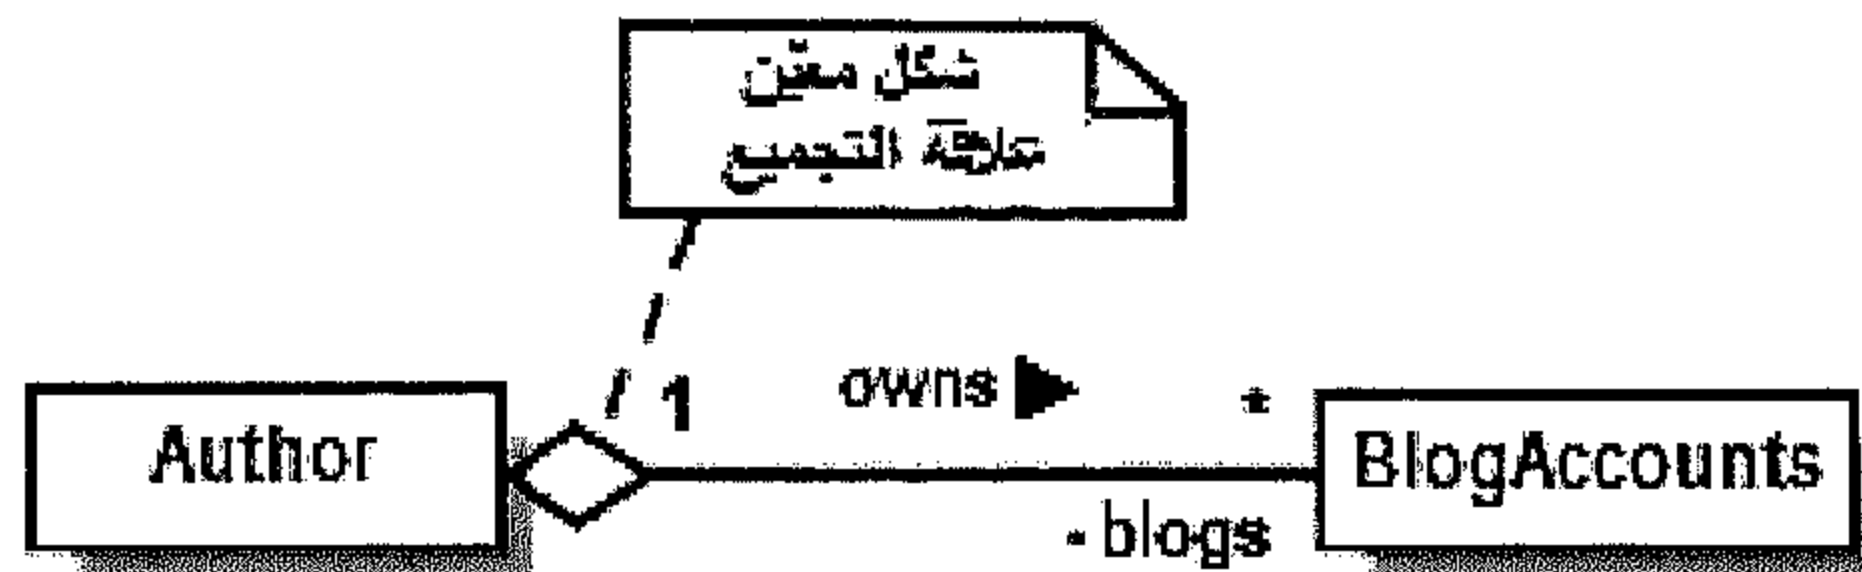 شكل معيّن
علاقة التجميع
1
owns
*
Author
BlogAccounts
- blogs